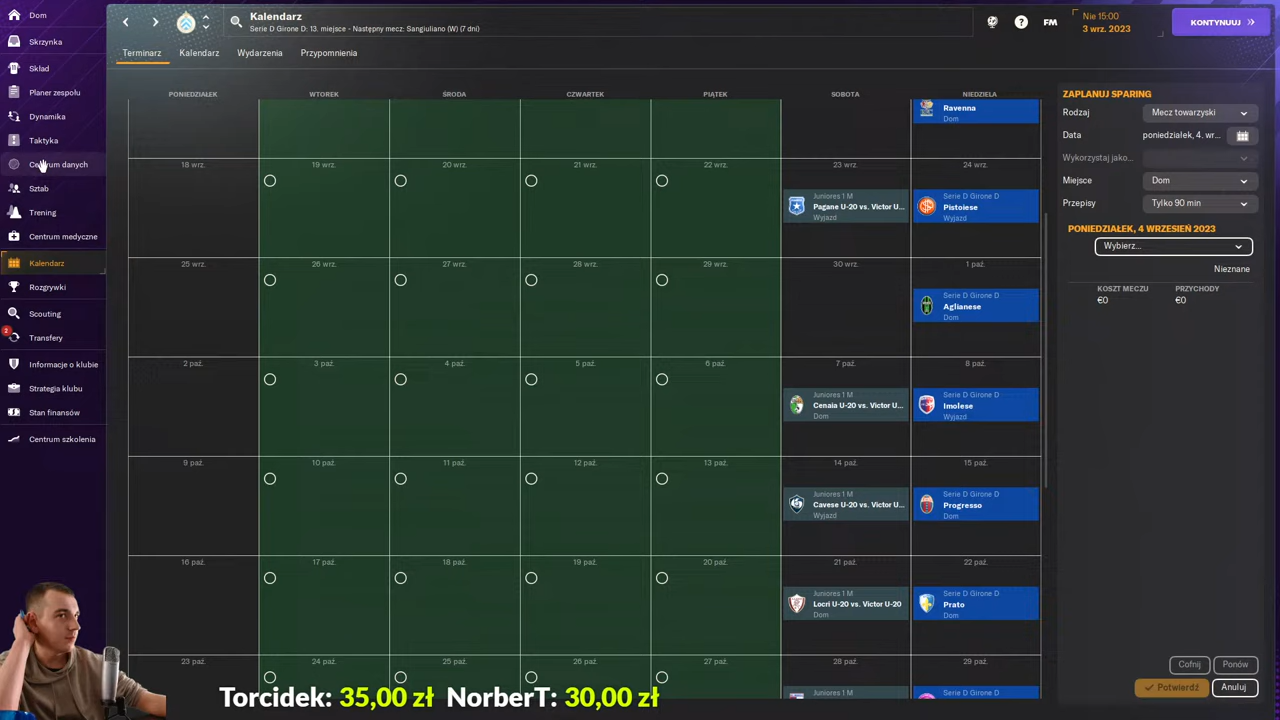 Dom
Skrzynka
Skład
Planer zespołu
Dynamika
Taktyka
Centrum danych
Sztab
Trening
Centrum medyczne
Kalendarz
Rozgrywki
Scouting
2
Transfery
Informacje o klubie
Strategia klubu
Stan finansów
Centrum szkolenia
Kalendarz
Serie D Girone D: 13. miejsce - Następny mecz: Sangiuliano (W) (7 dni)
FM
Nie 15:00
3 wrz. 2023
KONTYNUUJ
Terminarz Kalendarz Wydarzenia Przypomnienia
PONIEDZIAŁEK WTOREK ŚRODA CZWARTEK PIĄTEK SOBOTA NIEDZIELA
Ravenna
Dom
18 wrz. 19 wrz. 20 wrz. 21 wrz. 22 wrz. 23 wrz. 24 wrz.
Juniores 1 M
Pagane U-20 vs. Victor U...
Wyjazd
Serie D Girone D
Pistoiese
Wyjazd
25 wrz. 26 wrz. 27 wrz. 28 wrz. 29 wrz. 30 wrz. 1 paź.
Serie D Girone D
Aglianese
Dom
2 paź. 3 paź. 4 paź. 5 paź. 6 paź. 7 paź. 8 paź.
Juniores 1 M
Cenaia U-20 vs. Victor U...
Dom
Serie D Girone D
Imolese
Wyjazd
9 paź. 10 paź. 11 paź. 12 paź. 13 paź. 14 paź. 15 paź.
Juniores 1 M
Cavese U-20 vs. Victor U...
Wyjazd
Serie D Girone D
Progresso
Dom
16 paź. 17 paź. 18 paź. 19 paź. 20 paź. 21 paź. 22 paź.
Juniores 1 M
Locri U-20 vs. Victor U-20
Dom
Serie D Girone D
Prato
Dom
23 paź. 24 paź. 25 paź. 26 paź. 27 paź. 28 paź. 29 paź.
Juniores 1 M
Serie D Girone D
ZAPLANUJ SPARING
Rodzaj Mecz towarzyski
Data poniedziałek, 4. wr...
Wykorzystaj jako...
Miejsce Dom
Przepisy Tylko 90 min
PONIEDZIAŁEK, 4 WRZESIEŃ 2023
Wybierz...
Nieznane
KOSZT MECZU PRZYCHODY
€0 €0
Cofnij Ponów
Potwierdź Anuluj
Torcidek: 35,00 zł NorberT: 30,00 zł